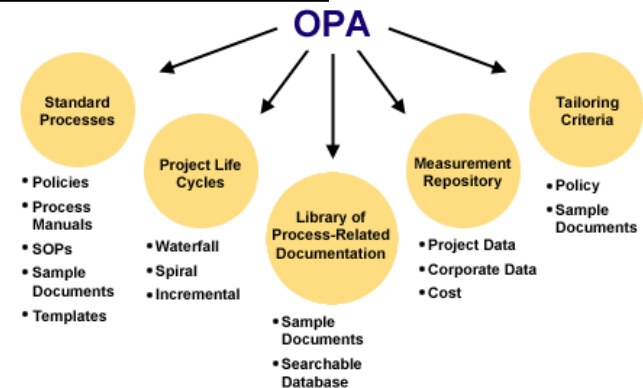 OPA
Standard
Processes
• Policies
• Process
Manuals
• SOPs
• Sample
Documents
• Templates
Project Life
Cycles
• Waterfall
• Spiral
• Incremental
Library of
Process-Related
Documentation
• Sample
Documents
• Searchable
Database
Measurement
Repository
• Project Data
• Corporate Data
• Cost
Tailoring
Criteria
• Policy
• Sample
Documents